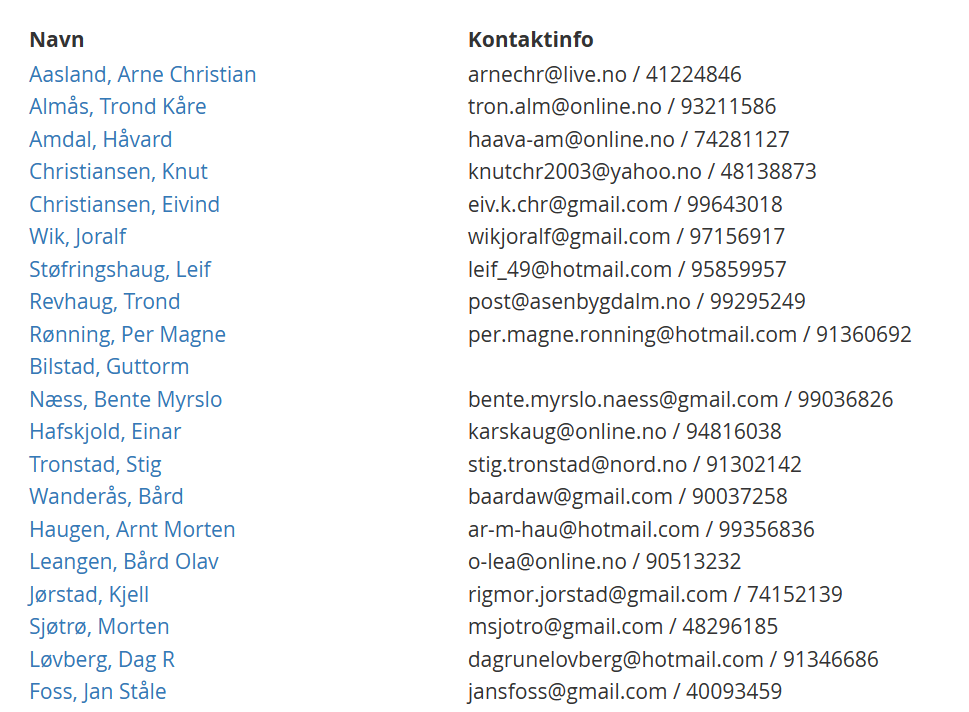 Navn Kontaktinfo
Aasland, Arne Christian arnechr@live.no / 41224846
Almås, Trond Kåre tron.alm@online.no / 93211586
Amdal, Håvard haava-am@online.no / 74281127
Christiansen, Knut knutchr2003@yahoo.no / 48138873
Christiansen, Eivind eiv.k.chr@gmail.com / 99643018
Wik, Joralf wikjoralf@gmail.com / 97156917
Støfringshaug, Leif leif_49@hotmail.com / 95859957
Revhaug, Trond post@asenbygdalm.no / 99295249
Rønning, Per Magne per.magne.ronning@hotmail.com / 91360692
Bilstad, Guttorm
Næss, Bente Myrslo bente.myrslo.naess@gmail.com / 99036826
Hafskjold, Einar karskaug@online.no / 94816038
Tronstad, Stig stig.tronstad@nord.no / 91302142
Wanderås, Bård baardaw@gmail.com / 90037258
Haugen, Arnt Morten ar-m-hau@hotmail.com / 99356836
Leangen, Bård Olav o-lea@online.no / 90513232
Jørstad, Kjell rigmor.jorstad@gmail.com / 74152139
Sjøtrø, Morten msjotro@gmail.com / 48296185
Løvberg, Dag R dagrunelovberg@hotmail.com / 91346686
Foss, Jan Ståle jansfoss@gmail.com / 40093459